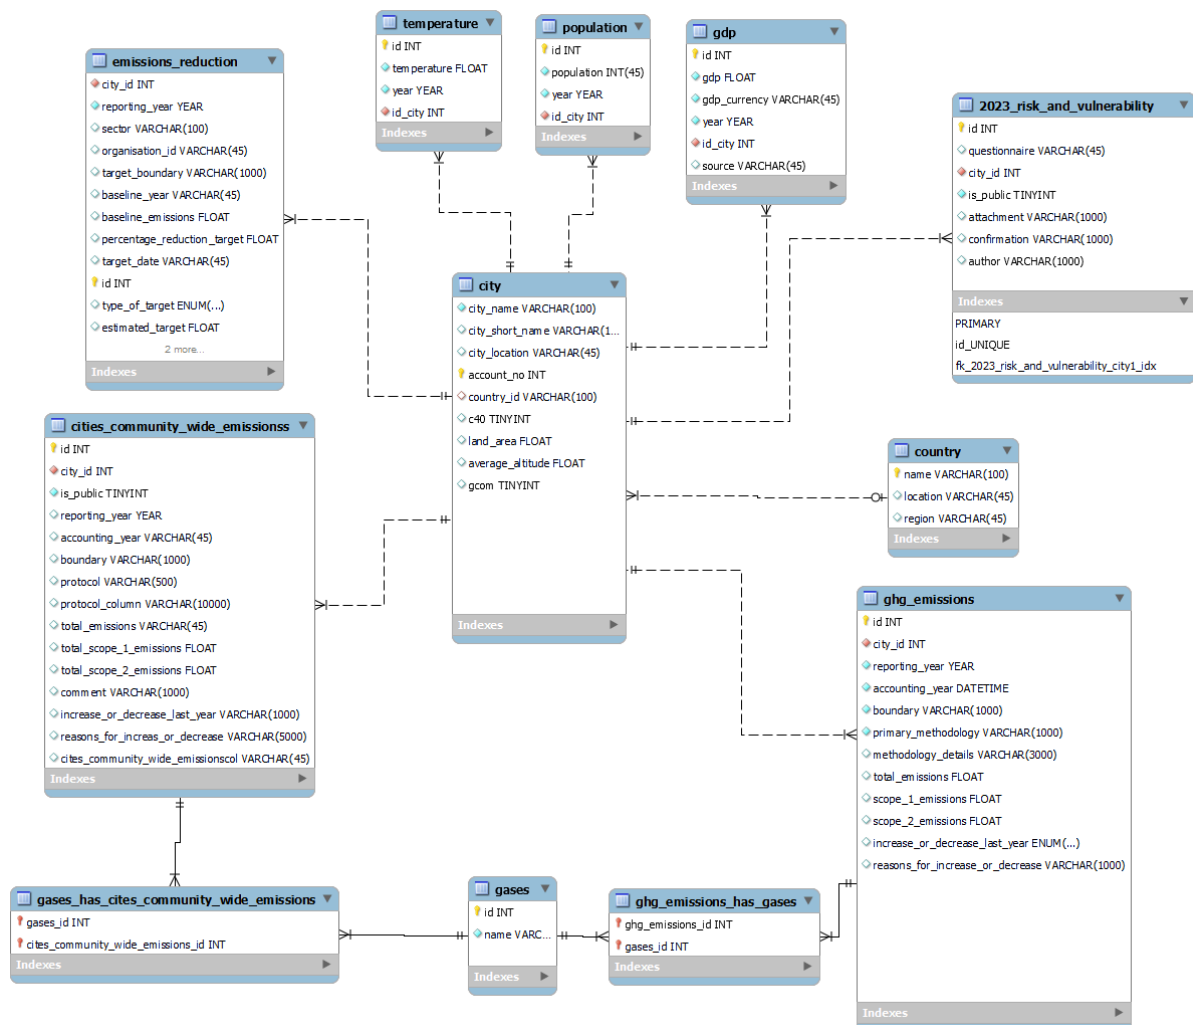 temperature
id INT
temperature FLOAT
year YEAR
id_city INT
Indexes
population
id INT
population INT(45)
year YEAR
id_city INT
Indexes
gdp
id INT
gdp FLOAT
gdp_currency VARCHAR(45)
year YEAR
id_city INT
source VARCHAR(45)
Indexes
emissions_reduction
city_id INT
reporting_year YEAR
sector VARCHAR(100)
organisation_id VARCHAR(45)
target_boundary VARCHAR(1000)
baseline_year VARCHAR(45)
baseline_emissions FLOAT
percentage_reduction_target FLOAT
target_date VARCHAR(45)
id INT
type_of_target ENUM(...)
estimated_target FLOAT
2 more...
Indexes
2023_risk_and_vulnerability
id INT
questionnaire VARCHAR(45)
city_id INT
is_public TINYINT
attachment VARCHAR(1000)
confirmation VARCHAR(1000)
author VARCHAR(1000)
Indexes
PRIMARY
id_UNIQUE
fk_2023_risk_and_vulnerability_city1_idx
city
city_name VARCHAR(100)
city_short_name VARCHAR(1...
city_location VARCHAR(45)
account_no INT
country_id VARCHAR(100)
c40 TINYINT
land_area FLOAT
average_altitude FLOAT
gcom TINYINT
Indexes
cities_community_wide_emissionss
id INT
city_id INT
is_public TINYINT
reporting_year YEAR
accounting_year VARCHAR(45)
boundary VARCHAR(1000)
protocol VARCHAR(500)
protocol_column VARCHAR(10000)
total_emissions VARCHAR(45)
total_scope_1_emissions FLOAT
total_scope_2_emissions FLOAT
comment VARCHAR(1000)
increase_or_decrease_last_year VARCHAR(1000)
reasons_for_increas_or_decrease VARCHAR(5000)
cites_community_wide_emissionscol VARCHAR(45)
Indexes
country
name VARCHAR(100)
location VARCHAR(45)
region VARCHAR(45)
Indexes
ghg_emissions
id INT
city_id INT
reporting_year YEAR
accounting_year DATETIME
boundary VARCHAR(1000)
primary_methodology VARCHAR(1000)
methodology_details VARCHAR(3000)
total_emissions FLOAT
scope_1_emissions FLOAT
scope_2_emissions FLOAT
increase_or_decrease_last_year ENUM(...)
reasons_for_increase_or_decrease VARCHAR(1000)
Indexes
gases_has_cites_community_wide_emissions
gases_id INT
cites_community_wide_emissions_id INT
Indexes
gases
id INT
name VARC...
Indexes
ghg_emissions_has_gases
ghg_emissions_id INT
gases_id INT
Indexes